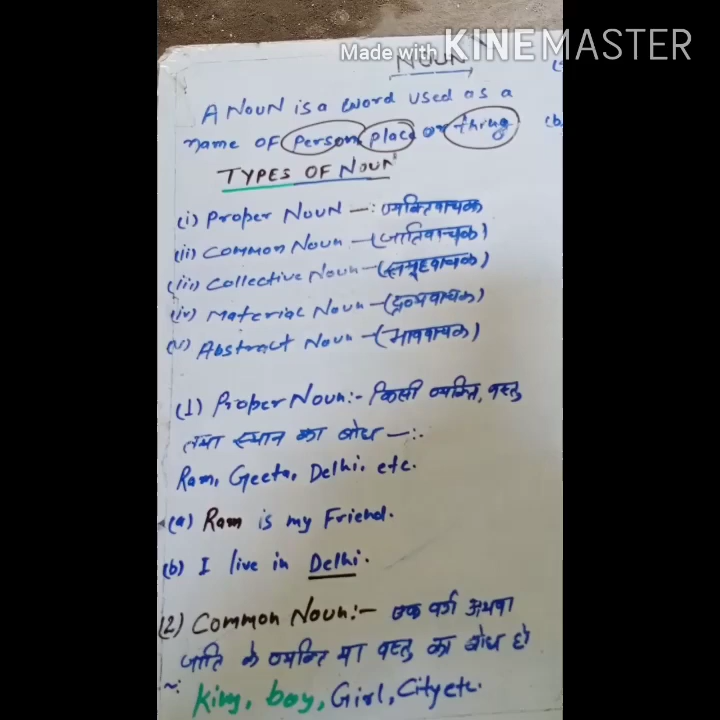 Made with KINEMASTER
NOUN
A NOUN is a word used as a
name OF person, place or thing
TYPES OF NOUN
(i) Proper Noun —: व्यक्तिवाचक
(ii) Common Noun —(जातिवाचक)
(iii) Collective Noun —(समूहवाचक)
(iv) Material Noun —(द्रव्यवाचक)
(v) Abstract Noun —(भाववाचक)
(1) Proper Noun:- किसी व्यक्ति, वस्तु
तथा स्थान का बोध —:-
Ram, Geeta, Delhi, etc.
(a) Ram is my Friend.
(b) I live in Delhi.
(2) Common Noun:- एक वर्ग अथवा
जाति के व्यक्ति या वस्तु का बोध हो
King, boy, Girl, City etc.
(b